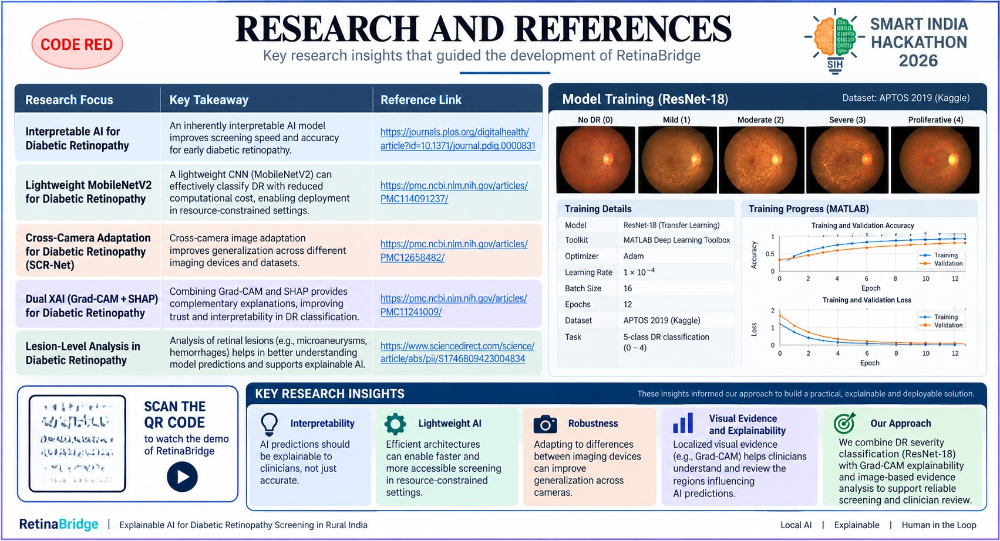 CODE RED
RESEARCH AND REFERENCES
Key research insights that guided the development of RetinaBridge
SIH
SMART INDIA
HACKATHON
2026
Research Focus
Key Takeaway
Reference Link
Interpretable AI for
Diabetic Retinopathy
An inherently interpretable AI model
improves screening speed and accuracy
for early diabetic retinopathy.
https://journals.plos.org/digitalhealth/
article?id=10.1371/journal.pdig.0000831
Lightweight MobileNetV2
for Diabetic Retinopathy
A lightweight CNN (MobileNetV2) can
effectively classify DR with reduced
computational cost, enabling deployment
in resource-constrained settings.
https://pmc.ncbi.nlm.nih.gov/articles/
PMC114091237/
Cross-Camera Adaptation
for Diabetic Retinopathy
(SCR-Net)
Cross-camera image adaptation
improves generalization across different
imaging devices and datasets.
https://pmc.ncbi.nlm.nih.gov/articles/
PMC12658482/
Dual XAI (Grad-CAM + SHAP)
for Diabetic Retinopathy
Combining Grad-CAM and SHAP provides
complementary explanations, improving
trust and interpretability in DR classification.
https://pmc.ncbi.nlm.nih.gov/articles/
PMC11241009/
Lesion-Level Analysis in
Diabetic Retinopathy
Analysis of retinal lesions (e.g., microaneurysms,
hemorrhages) helps in better understanding
model predictions and supports explainable AI.
https://www.sciencedirect.com/science/
article/abs/pii/S1746809423004834
Model Training (ResNet-18)
Dataset: APTOS 2019 (Kaggle)
No DR (0)
Mild (1)
Moderate (2)
Severe (3)
Proliferative (4)
Training Details
Model
ResNet-18 (Transfer Learning)
Toolkit
MATLAB Deep Learning Toolbox
Optimizer
Adam
Learning Rate
1 × 10⁻⁴
Batch Size
16
Epochs
12
Dataset
APTOS 2019 (Kaggle)
Task
5-class DR classification
(0 – 4)
Training Progress (MATLAB)
Training and Validation Accuracy
Accuracy
1
0.5
0
Training
Validation
0 2 4 6 8 10 12
Epoch
Training and Validation Loss
Loss
2
1
0
Training
Validation
0 2 4 6 8 10 12
Epoch
SCAN THE
QR CODE
to watch the demo
of RetinaBridge
KEY RESEARCH INSIGHTS
These insights informed our approach to build a practical, explainable and deployable solution.
Interpretability
AI predictions should
be explainable to
clinicians, not just
accurate.
Lightweight AI
Efficient architectures
can enable faster and
more accessible screening
in resource-constrained
settings.
Robustness
Adapting to differences
between imaging devices
can improve
generalization across
cameras.
Visual Evidence
and Explainability
Localized visual evidence
(e.g., Grad-CAM) helps clinicians
understand and review the
regions influencing
AI predictions.
Our Approach
We combine DR severity
classification (ResNet-18)
with Grad-CAM explainability
and image-based evidence
analysis to support reliable
screening and clinician review.
RetinaBridge | Explainable AI for Diabetic Retinopathy Screening in Rural India
Local AI | Explainable | Human in the Loop